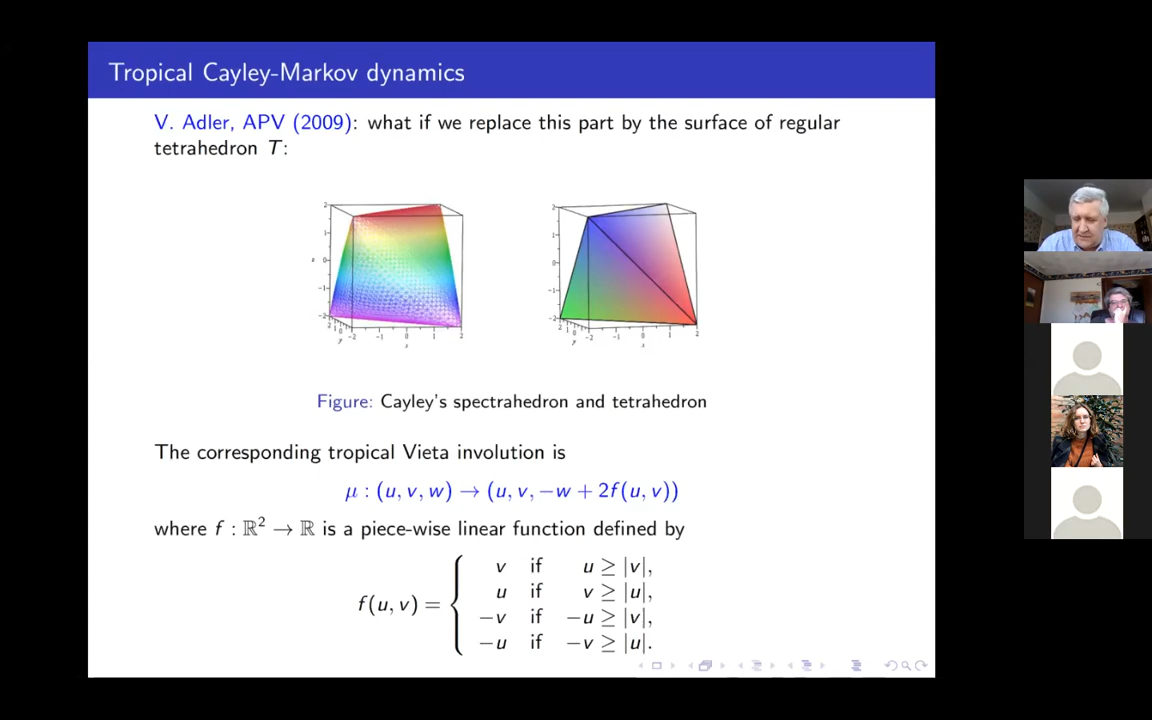 Tropical Cayley-Markov dynamics
V. Adler, APV (2009): what if we replace this part by the surface of regular
tetrahedron T:
Figure: Cayley's spectrahedron and tetrahedron
The corresponding tropical Vieta involution is
μ : (u, v, w) → (u, v, −w + 2f(u, v))
where f : ℝ² → ℝ is a piece-wise linear function defined by
v if u ≥ |v|,
u if v ≥ |u|,
f(u, v) = {
−v if −u ≥ |v|,
−u if −v ≥ |u|.